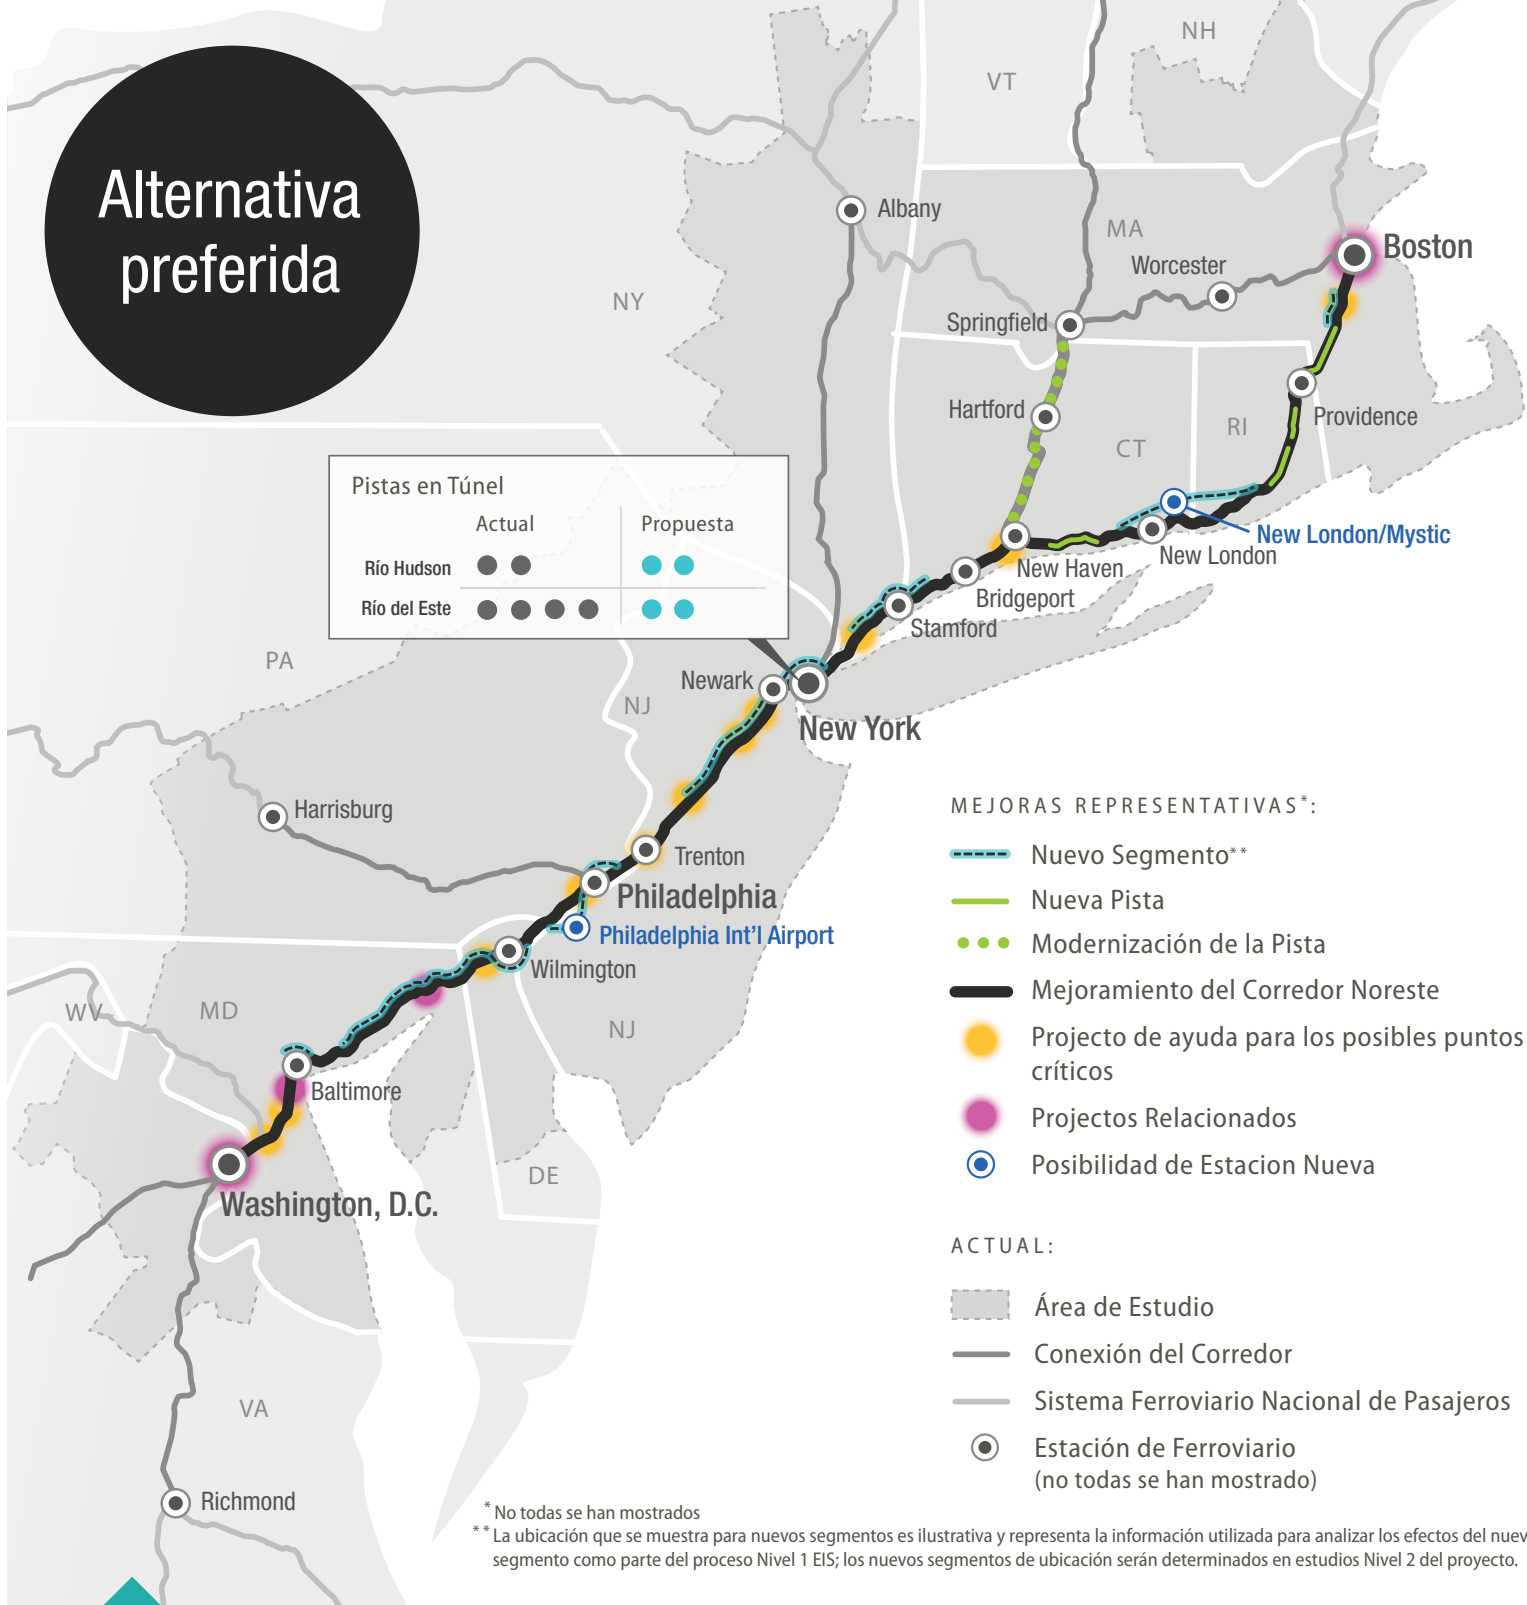 Alternativa
preferida
NH
VT
Albany
MA
Boston
Worcester
NY
Springfield
Hartford
Providence
RI
CT
Pistas en Túnel
Actual
Propuesta
Río Hudson
Río del Este
New London/Mystic
New London
New Haven
Bridgeport
Stamford
PA
Newark
NJ
New York
Harrisburg
Trenton
Philadelphia
Philadelphia Int'l Airport
Wilmington
WV
MD
NJ
Baltimore
DE
Washington, D.C.
VA
Richmond
MEJORAS REPRESENTATIVAS*:
Nuevo Segmento**
Nueva Pista
Modernización de la Pista
Mejoramiento del Corredor Noreste
Projecto de ayuda para los posibles puntos
críticos
Projectos Relacionados
Posibilidad de Estacion Nueva
ACTUAL:
Área de Estudio
Conexión del Corredor
Sistema Ferroviario Nacional de Pasajeros
Estación de Ferroviario
(no todas se han mostrado)
* No todas se han mostrados
** La ubicación que se muestra para nuevos segmentos es ilustrativa y representa la información utilizada para analizar los efectos del nuev
segmento como parte del proceso Nivel 1 EIS; los nuevos segmentos de ubicación serán determinados en estudios Nivel 2 del proyecto.